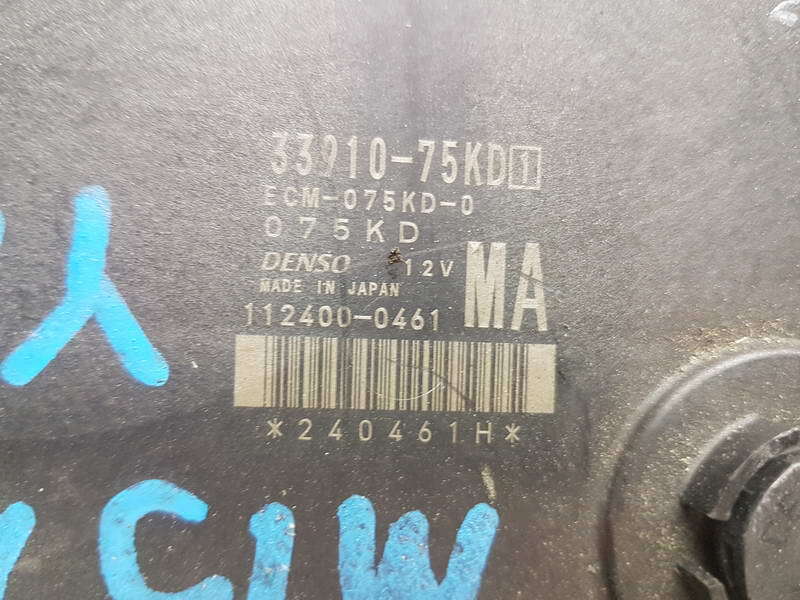 33910-75KD 1
ECM-075KD-0
075KD
DENSO 12V MA
MADE IN JAPAN
112400-0461
*240461H*